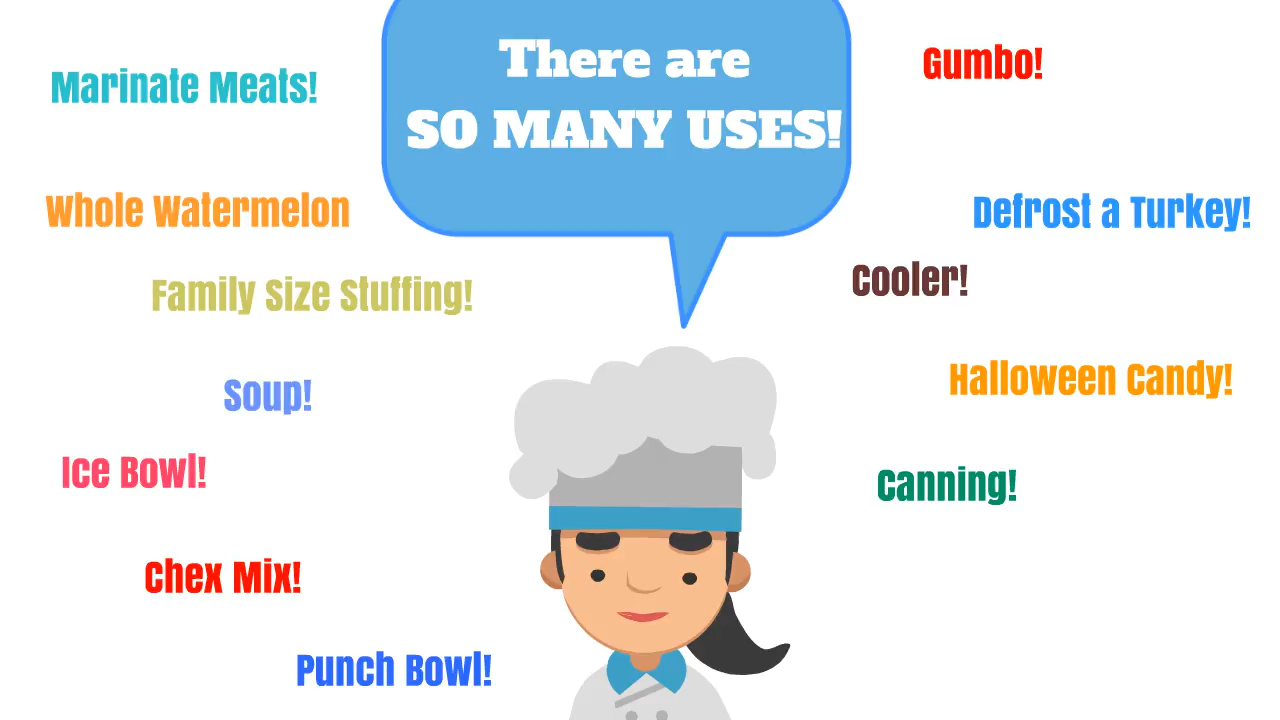 There are
SO MANY USES!
Marinate Meats!
Whole Watermelon
Family Size Stuffing!
Soup!
Ice Bowl!
Chex Mix!
Punch Bowl!
Gumbo!
Defrost a Turkey!
Cooler!
Halloween Candy!
Canning!